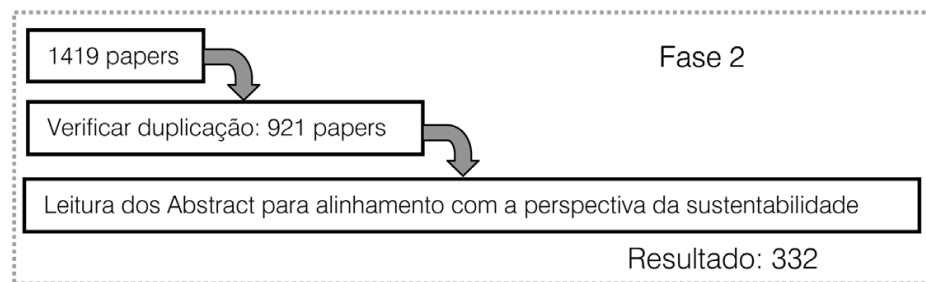 1419 papers
Fase 2
Verificar duplicação: 921 papers
Leitura dos Abstract para alinhamento com a perspectiva da sustentabilidade
Resultado: 332